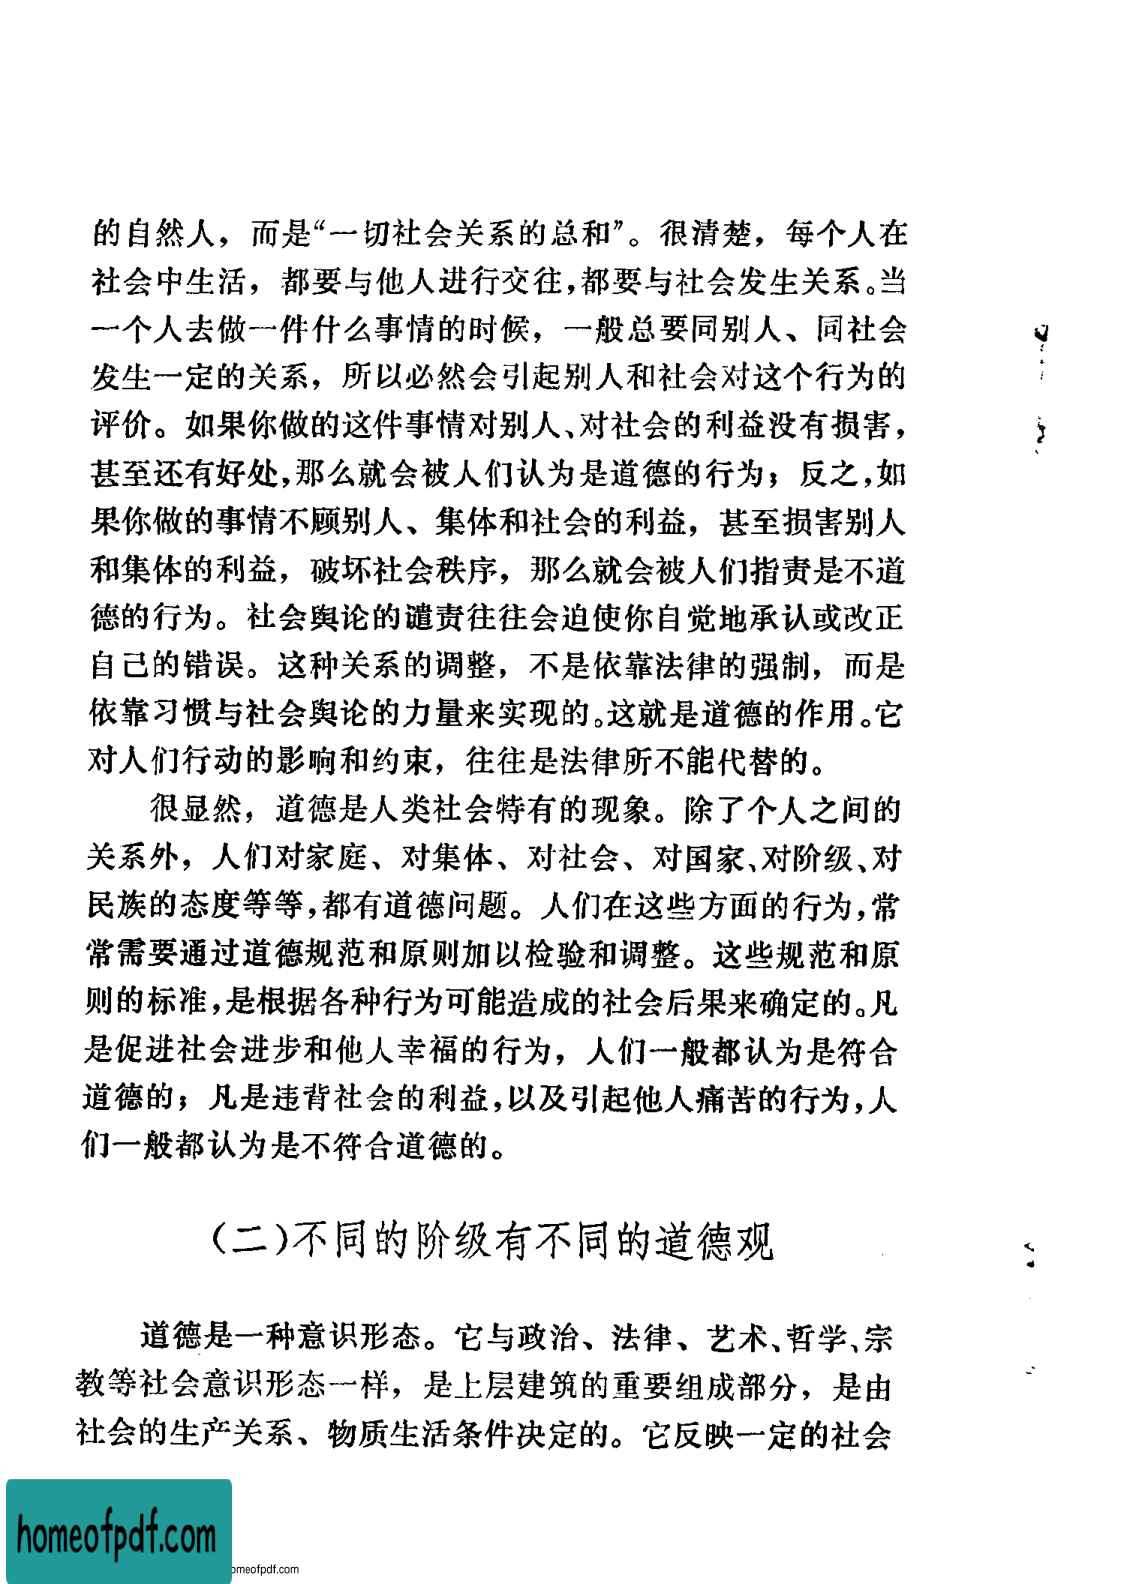 的自然人，而是“一切社会关系的总和”。很清楚，每个人在
社会中生活，都要与他人进行交往，都要与社会发生关系。当
一个人去做一件什么事情的时候，一般总要同别人、同社会
发生一定的关系，所以必然会引起别人和社会对这个行为的
评价。如果你做的这件事情对别人、对社会的利益没有损害，
甚至还有好处，那么就会被人们认为是道德的行为；反之，如
果你做的事情不顾别人、集体和社会的利益，甚至损害别人
和集体的利益，破坏社会秩序，那么就会被人们指责是不道
德的行为。社会舆论的谴责往往会迫使你自觉地承认或改正
自己的错误。这种关系的调整，不是依靠法律的强制，而是
依靠习惯与社会舆论的力量来实现的。这就是道德的作用。它
对人们行动的影响和约束，往往是法律所不能代替的。
很显然，道德是人类社会特有的现象。除了个人之间的
关系外，人们对家庭、对集体、对社会、对国家、对阶级、对
民族的态度等等，都有道德问题。人们在这些方面的行为，常
常需要通过道德规范和原则加以检验和调整。这些规范和原
则的标准，是根据各种行为可能造成的社会后果来确定的。凡
是促进社会进步和他人幸福的行为，人们一般都认为是符合
道德的；凡是违背社会的利益，以及引起他人痛苦的行为，人
们一般都认为是不符合道德的。
（二）不同的阶级有不同的道德观
道德是一种意识形态。它与政治、法律、艺术、哲学、宗
教等社会意识形态一样，是上层建筑的重要组成部分，是由
社会的生产关系、物质生活条件决定的。它反映一定的社会
homeofpdf.com
omeofpdf.com